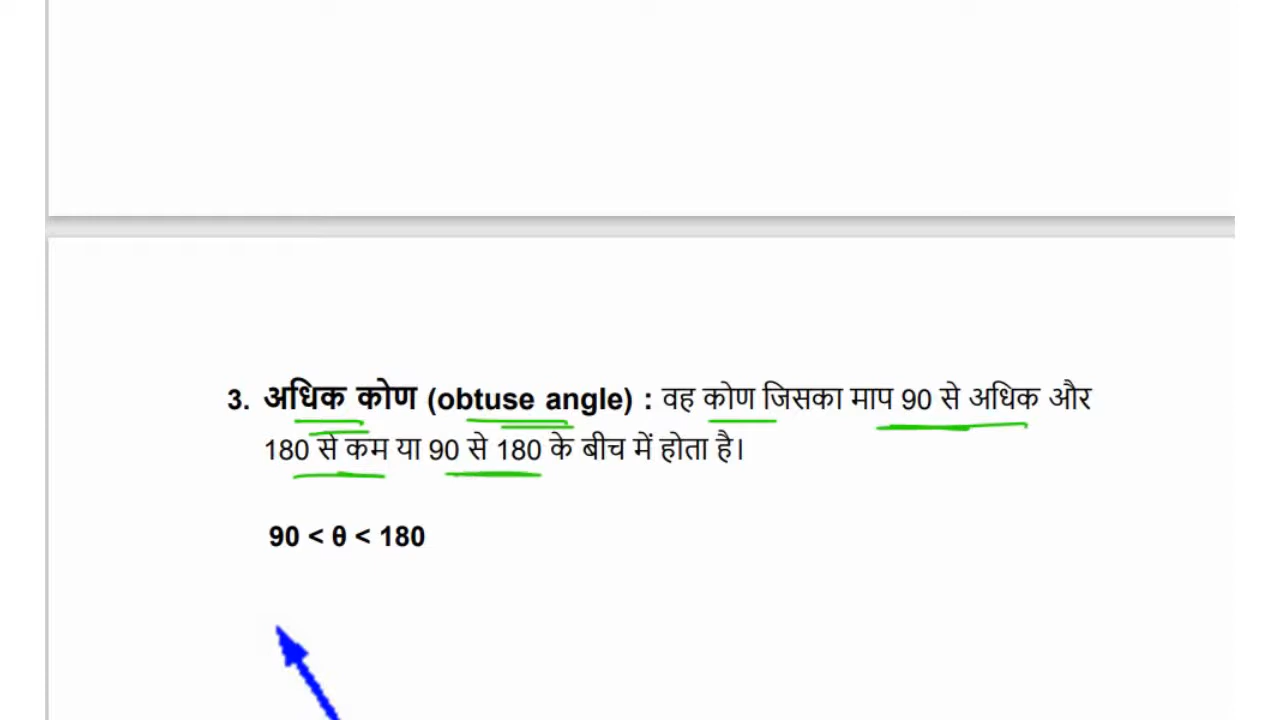 3. अधिक कोण (obtuse angle) : वह कोण जिसका माप 90 से अधिक और
180 से कम या 90 से 180 के बीच में होता है।
90 < θ < 180